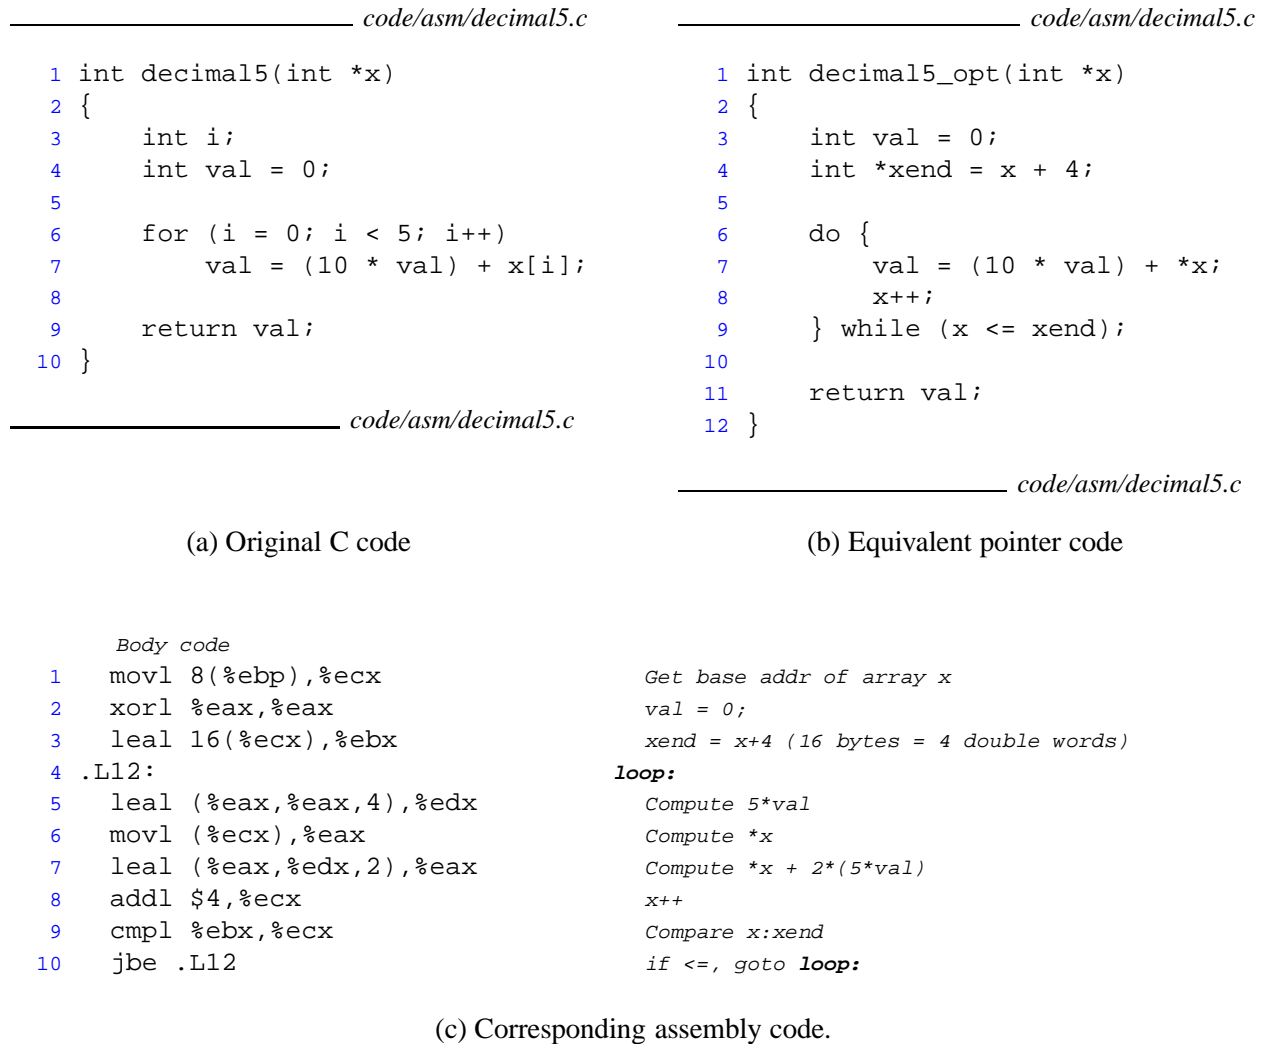 code/asm/decimal5.c
1 int decimal5(int *x)
2 {
3     int i;
4     int val = 0;
5
6     for (i = 0; i < 5; i++)
7         val = (10 * val) + x[i];
8
9     return val;
10 }
code/asm/decimal5.c
(a) Original C code
code/asm/decimal5.c
1 int decimal5_opt(int *x)
2 {
3     int val = 0;
4     int *xend = x + 4;
5
6     do {
7         val = (10 * val) + *x;
8         x++;
9     } while (x <= xend);
10
11     return val;
12 }
code/asm/decimal5.c
(b) Equivalent pointer code
Body code
1   movl 8(%ebp),%ecx   Get base addr of array x
2   xorl %eax,%eax   val = 0;
3   leal 16(%ecx),%ebx   xend = x+4 (16 bytes = 4 double words)
4 .L12:   loop:
5   leal (%eax,%eax,4),%edx   Compute 5*val
6   movl (%ecx),%eax   Compute *x
7   leal (%eax,%edx,2),%eax   Compute *x + 2*(5*val)
8   addl $4,%ecx   x++
9   cmpl %ebx,%ecx   Compare x:xend
10   jbe .L12   if <=, goto loop:
(c) Corresponding assembly code.